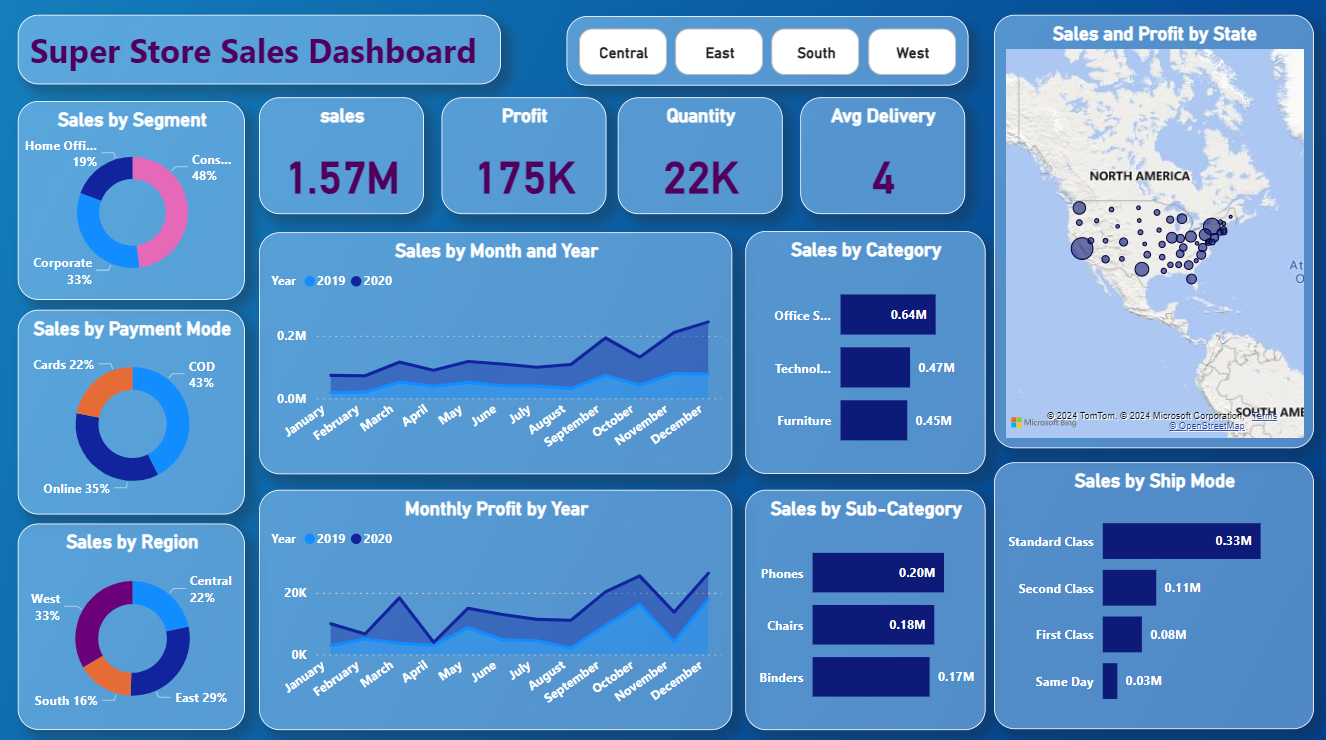 Super Store Sales Dashboard
Central
East
South
West
Sales by Segment
Home Offi...
19%
Cons...
48%
Corporate
33%
sales
1.57M
Profit
175K
Quantity
22K
Avg Delivery
4
Sales and Profit by State
NORTH AMERICA
At
O
SOUTH AME
© 2024 TomTom, © 2024 Microsoft Corporation, Terms
© OpenStreetMap
Microsoft Bing
Sales by Payment Mode
Cards 22%
COD
43%
Online 35%
Sales by Month and Year
Year 2019 2020
0.2M
0.0M
January
February
March
April
May
June
July
August
September
October
November
December
Sales by Category
Office S...
0.64M
Technol...
0.47M
Furniture
0.45M
Sales by Region
Central
22%
West
33%
South 16%
East 29%
Monthly Profit by Year
Year 2019 2020
20K
0K
January
February
March
April
May
June
July
August
September
October
November
December
Sales by Sub-Category
Phones
0.20M
Chairs
0.18M
Binders
0.17M
Sales by Ship Mode
Standard Class
0.33M
Second Class
0.11M
First Class
0.08M
Same Day
0.03M